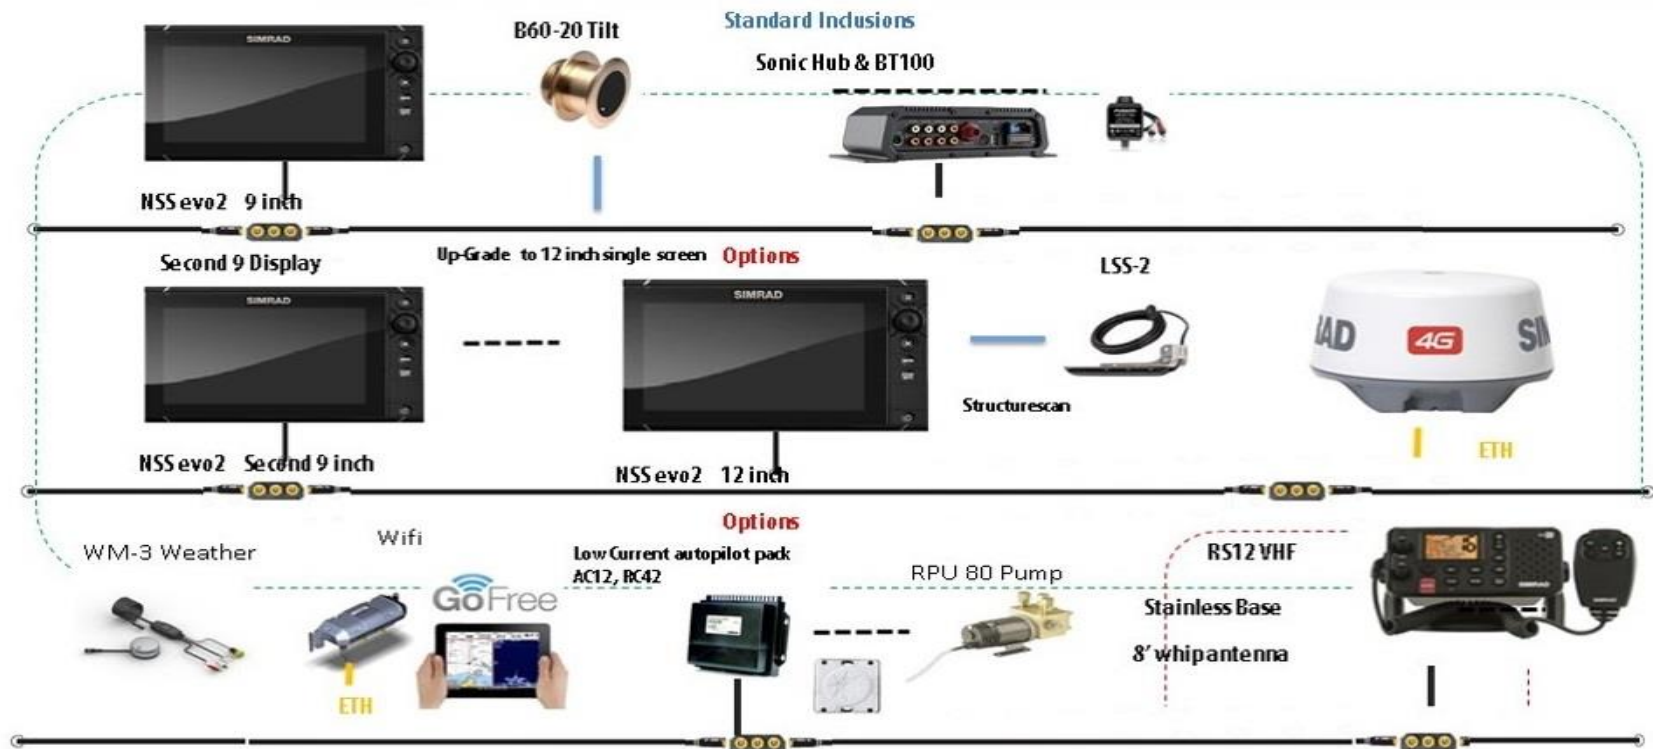 Standard Inclusions
B60-20 Tilt
Sonic Hub & BT100
SIMRAD
NSS evo2 9 inch
Up-Grade to 12 inch single screen Options
Second 9 Display
LSS-2
SIMRAD
SIMRAD
RAD
4G
SIM
Structurescan
ETH
NSS evo2 Second 9 inch
NSS evo2 12 inch
Options
WM-3 Weather
Wifi
Low Current autopilot pack
AC12, RC42
RPU 80 Pump
RS12 VHF
GoFree
SIMRAD
Stainless Base
8' whip antenna
ETH